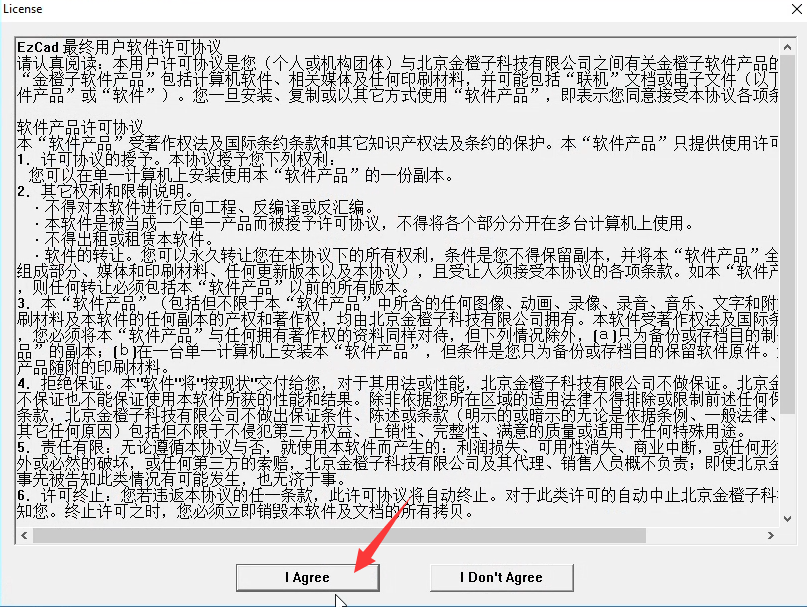 License
EzCad 最终用户软件许可协议
请认真阅读：本用户许可协议是您（个人或机构团体）与北京金橙子科技有限公司之间有关金橙子软件产品的
“金橙子软件产品”包括计算机软件、相关媒体及任何印刷材料，并可能包括“联机”文档或电子文件（以下
件产品”或“软件”）。您一旦安装、复制或以其它方式使用“软件产品”，即表示您同意接受本协议各项条
软件产品许可协议
本“软件产品”受著作权法及国际条约条款和其它知识产权法及条约的保护。本“软件产品”只提供使用许可
1．许可协议的授予。本协议授予您下列权利：
您可以在单一计算机上安装使用本“软件产品”的一份副本。
2．其它权利和限制说明。
·不得对本软件进行反向工程、反编译或反汇编。
·本软件是被当成一个单一产品而被授予许可协议，不得将各个部分分开在多台计算机上使用。
·不得出租或租赁本软件。
·软件的转让。您可以永久转让您在本协议下的所有权利，条件是您不得保留副本，并将本“软件产品”全
组成部分、媒体和印刷材料、任何更新版本以及本协议），且受让人须接受本协议的各项条款。如本“软件产
，则任何转让必须包括本“软件产品”以前的所有版本。
3．本“软件产品”（包括但不限于本“软件产品”中所含的任何图像、动画、录像、录音、音乐、文字和附
刷材料及本软件的任何副本的产权和著作权，均由北京金橙子科技有限公司拥有。本软件受著作权法及国际条
，您必须将本“软件产品”与任何拥有著作权的资料同样对待，但下列情况除外，(a)只为备份或存档目的制
品”的副本；(b)在一台单一计算机上安装本“软件产品”，但条件是您只为备份或存档目的保留软件原件。
产品随附的印刷材料。
4．拒绝保证。本"软件"将"按现状"交付给您，对于其用法或性能，北京金橙子科技有限公司不做保证。北京金
不保证也不能保证使用本软件所获的性能和结果。除非依据您所在区域的适用法律不得排除或限制前述任何保
条款，北京金橙子科技有限公司不做出保证条件、陈述或条款（明示的或暗示的无论是依据条例、一般法律、
其它任何原因）包括但不限于不侵犯第三方权益、上销性、完整性、满意的质量或适用于任何特殊用途。
5．责任有限：无论遵循本协议与否，就使用本软件而产生的：利润损失、可用性消失、商业中断，或任何形
外或必然的破坏，或任何第三方的索赔，北京金橙子科技有限公司及其代理、销售人员概不负责；即使北京金
事先被告知此类情况有可能发生，也无济于事。
6．许可终止：您若违返本协议的任一条款，此许可协议将自动终止。对于此类许可的自动中止北京金橙子科
知您。终止许可之时，您必须立即销毁本软件及文档的所有拷贝。
I Agree
I Don't Agree